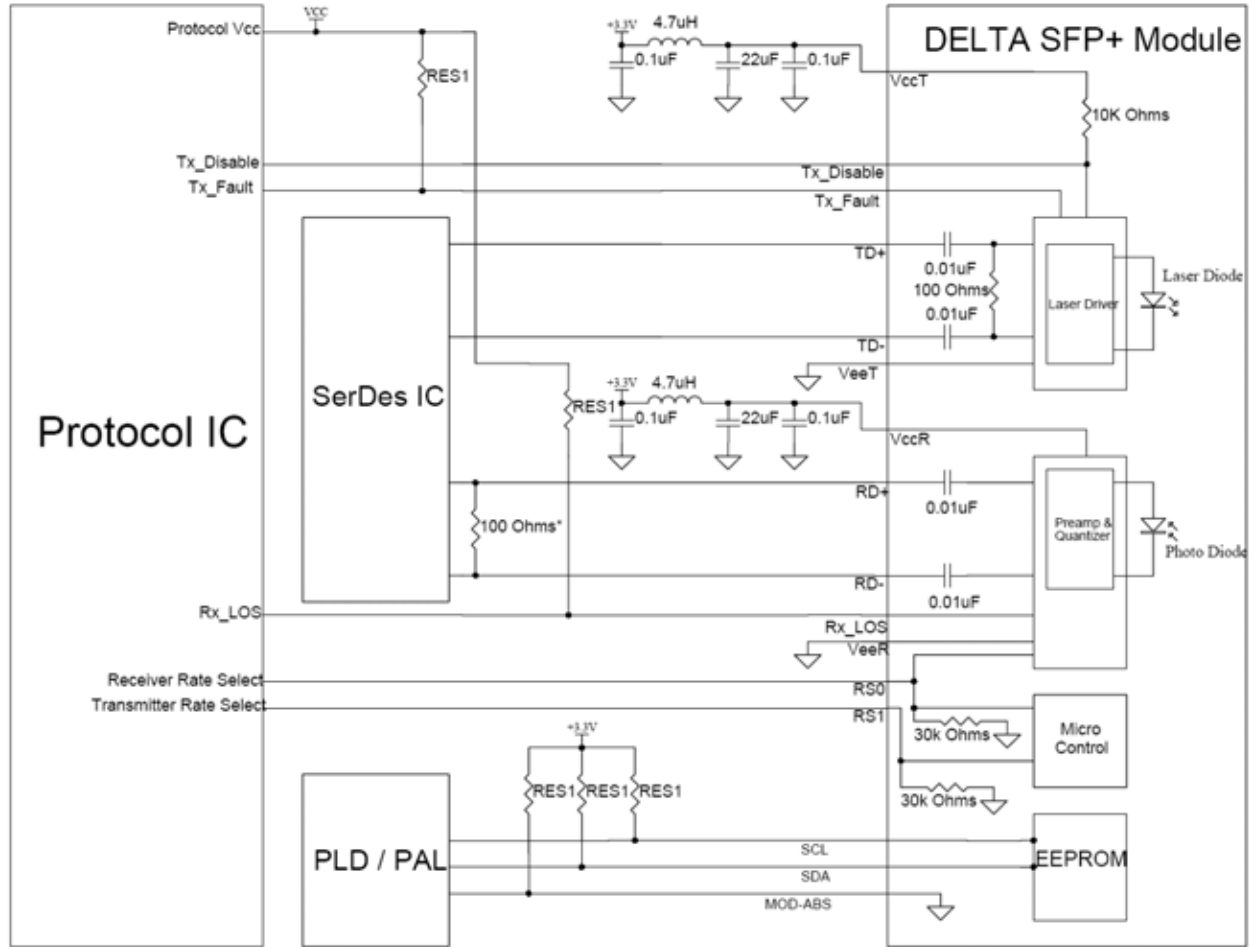 VCC
Protocol Vcc
RES1
+3.3V
4.7uH
0.1uF
22uF
0.1uF
DELTA SFP+ Module
VccT
10K Ohms
Tx_Disable
Tx_Fault
Tx_Disable
Tx_Fault
TD+
0.01uF
100 Ohms
0.01uF
TD-
VeeT
Laser Driver
Laser Diode
SerDes IC
Protocol IC
RES1
+3.3V
4.7uH
0.1uF
22uF
0.1uF
VccR
RD+
0.01uF
100 Ohms*
RD-
0.01uF
Preamp &
Quantizer
Photo Diode
Rx_LOS
Rx_LOS
VeeR
Receiver Rate Select
RS0
Transmitter Rate Select
RS1
30k Ohms
30k Ohms
Micro
Control
+3.3V
RES1
RES1
RES1
PLD / PAL
SCL
SDA
MOD-ABS
EEPROM